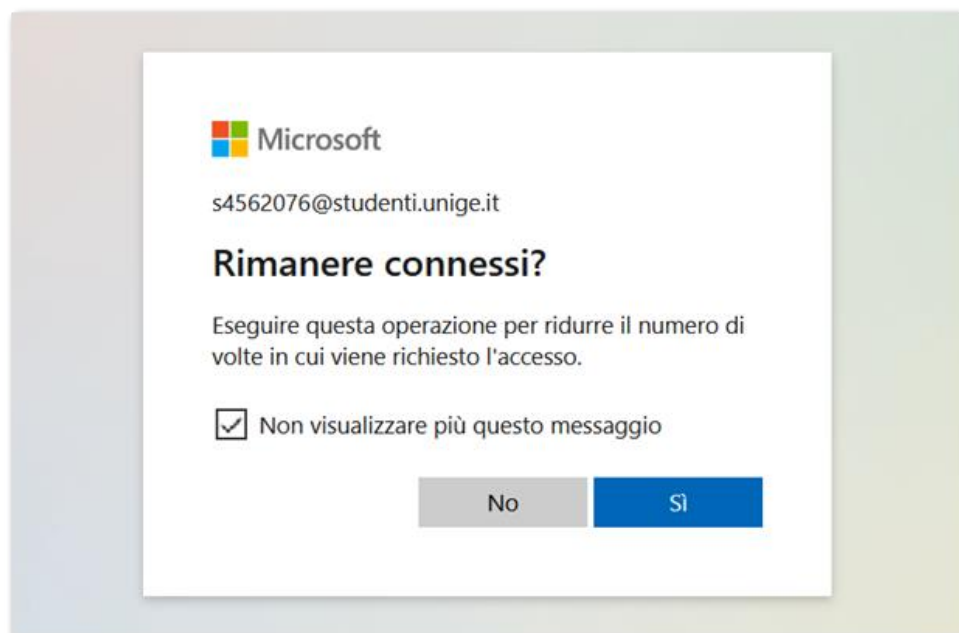 Microsoft
s4562076@studenti.unige.it
Rimanere connessi?
Eseguire questa operazione per ridurre il numero di
volte in cui viene richiesto l'accesso.
Non visualizzare più questo messaggio
No
Sì